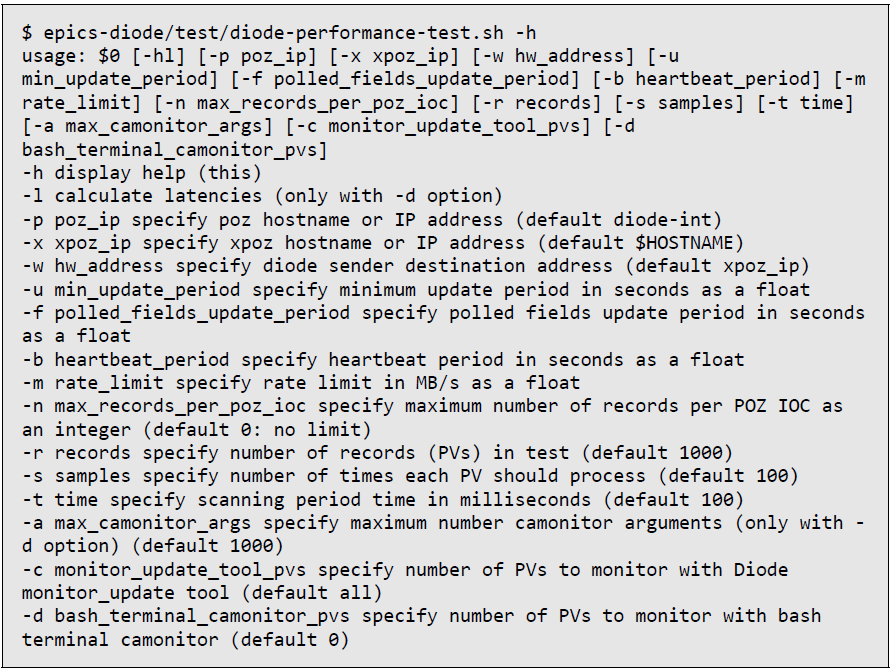 $ epics-diode/test/diode-performance-test.sh -h
usage: $0 [-hl] [-p poz_ip] [-x xpoz_ip] [-w hw_address] [-u
min_update_period] [-f polled_fields_update_period] [-b heartbeat_period] [-m
rate_limit] [-n max_records_per_poz_ioc] [-r records] [-s samples] [-t time]
[-a max_camonitor_args] [-c monitor_update_tool_pvs] [-d
bash_terminal_camonitor_pvs]
-h display help (this)
-l calculate latencies (only with -d option)
-p poz_ip specify poz hostname or IP address (default diode-int)
-x xpoz_ip specify xpoz hostname or IP address (default $HOSTNAME)
-w hw_address specify diode sender destination address (default xpoz_ip)
-u min_update_period specify minimum update period in seconds as a float
-f polled_fields_update_period specify polled fields update period in seconds
as a float
-b heartbeat_period specify heartbeat period in seconds as a float
-m rate_limit specify rate limit in MB/s as a float
-n max_records_per_poz_ioc specify maximum number of records per POZ IOC as
an integer (default 0: no limit)
-r records specify number of records (PVs) in test (default 1000)
-s samples specify number of times each PV should process (default 100)
-t time specify scanning period time in milliseconds (default 100)
-a max_camonitor_args specify maximum number camonitor arguments (only with -
d option) (default 1000)
-c monitor_update_tool_pvs specify number of PVs to monitor with Diode
monitor_update tool (default all)
-d bash_terminal_camonitor_pvs specify number of PVs to monitor with bash
terminal camonitor (default 0)